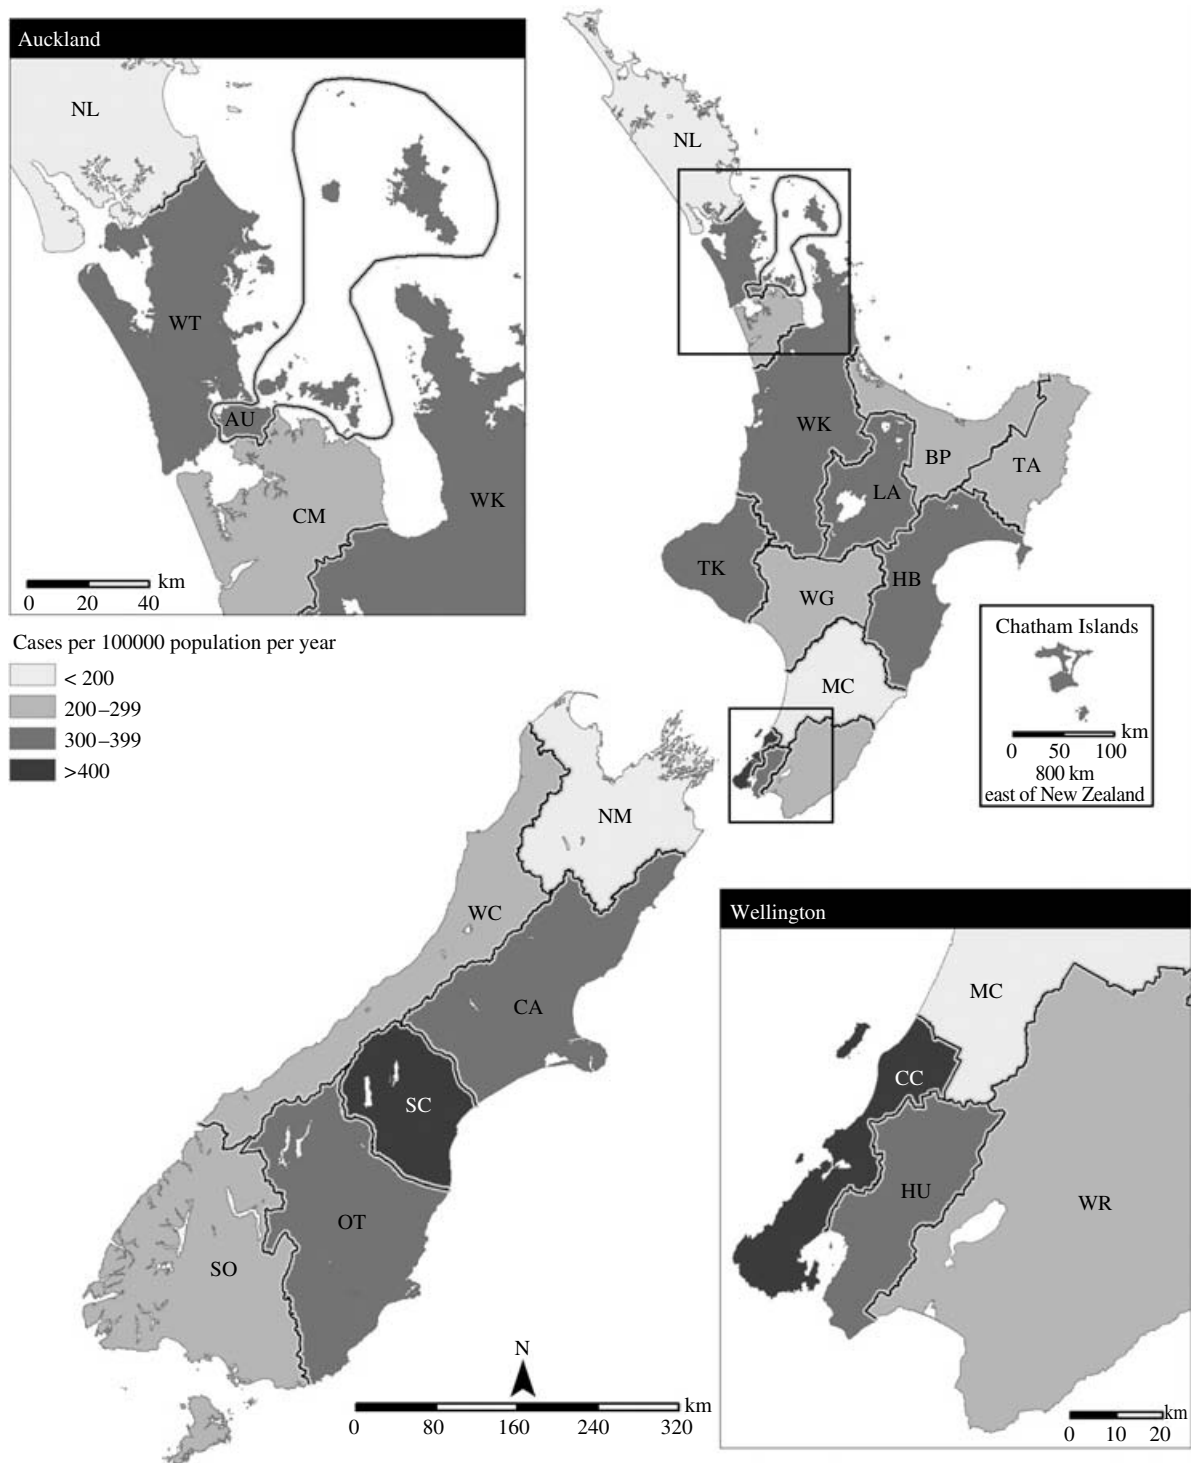 Auckland
NL
WT
AU
CM
WK
km
0 20 40
Cases per 100000 population per year
< 200
200–299
300–399
>400
NL
WK
BP
TA
LA
TK
HB
WG
MC
Chatham Islands
km
0 50 100
800 km
east of New Zealand
NM
WC
CA
SC
OT
SO
N
km
0 80 160 240 320
Wellington
MC
CC
HU
WR
km
0 10 20